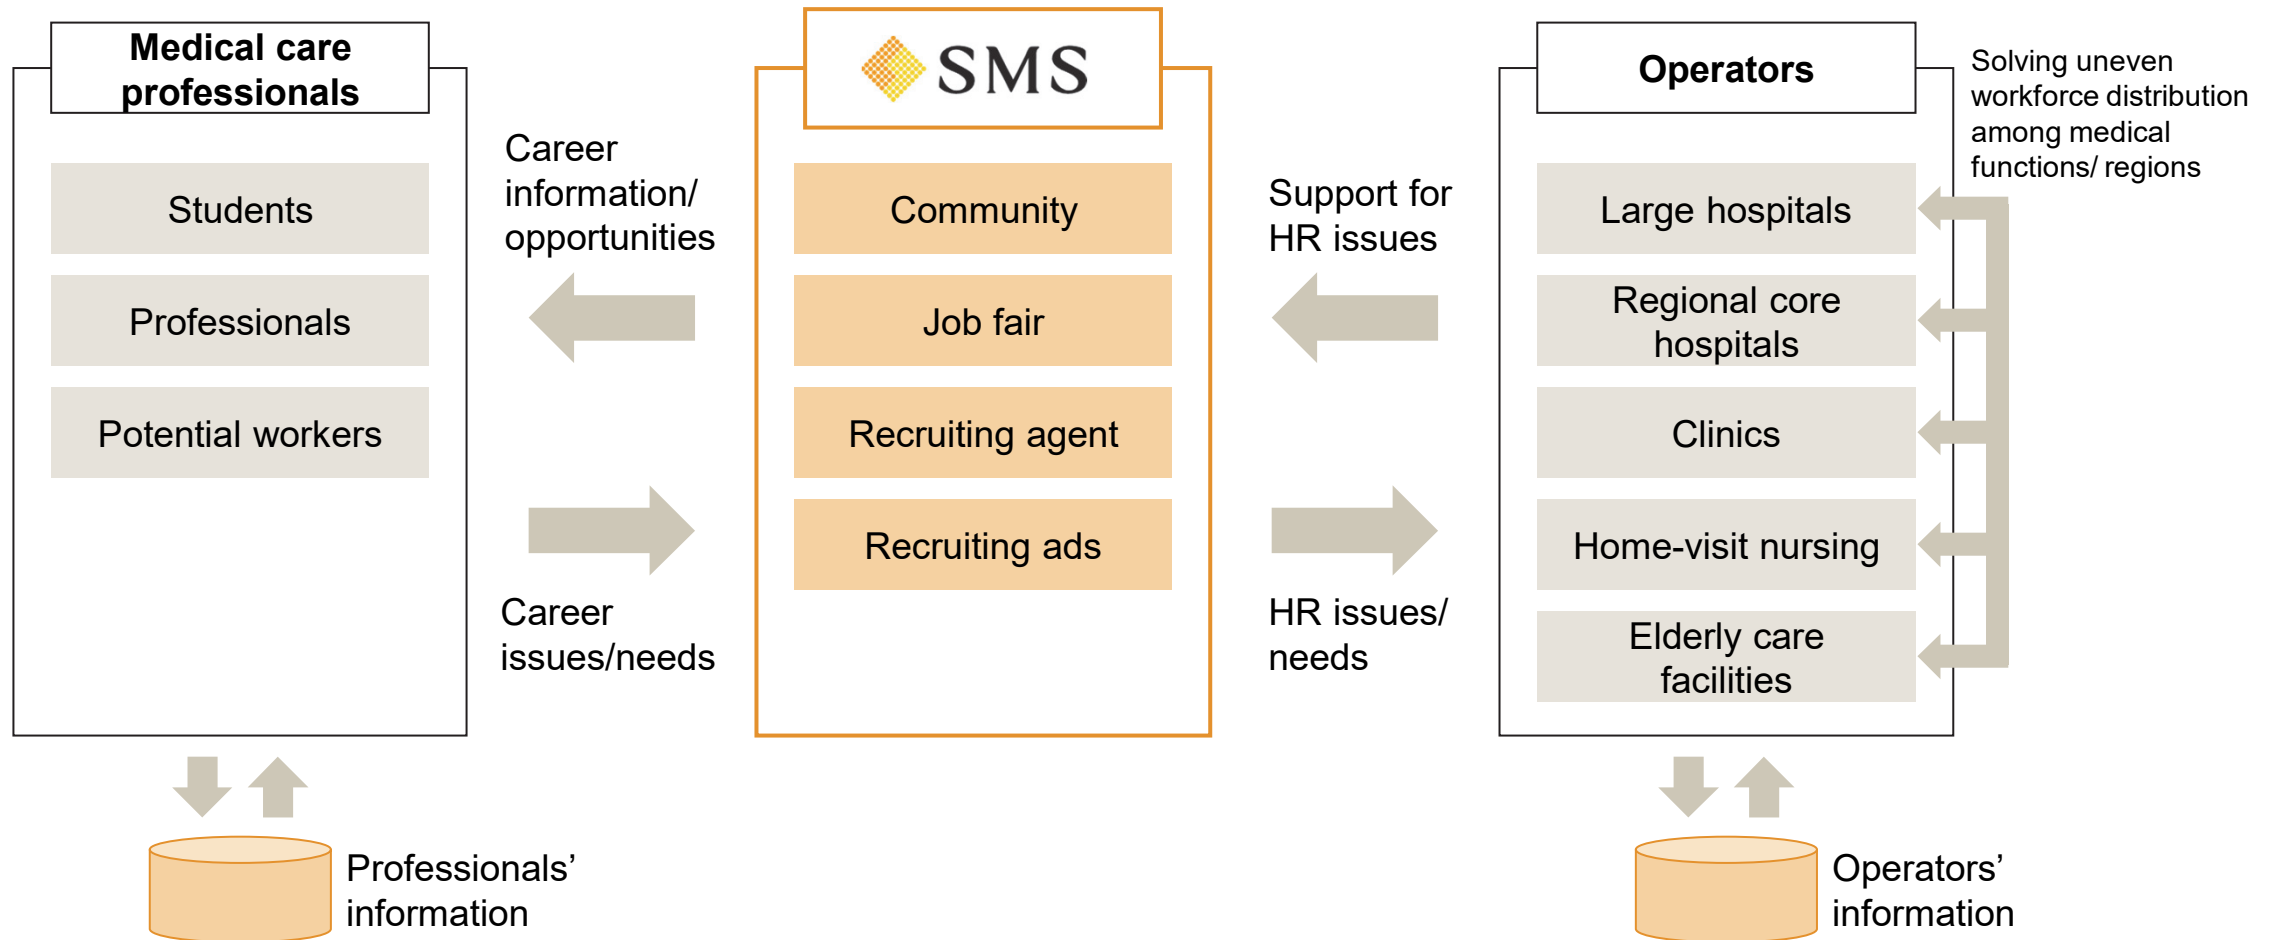 Medical care
professionals
Students
Professionals
Potential workers
Career
information/
opportunities
Career
issues/needs
SMS
Community
Job fair
Recruiting agent
Recruiting ads
Support for
HR issues
HR issues/
needs
Operators
Large hospitals
Regional core
hospitals
Clinics
Home-visit nursing
Elderly care
facilities
Solving uneven
workforce distribution
among medical
functions/ regions
Professionals’
information
Operators’
information